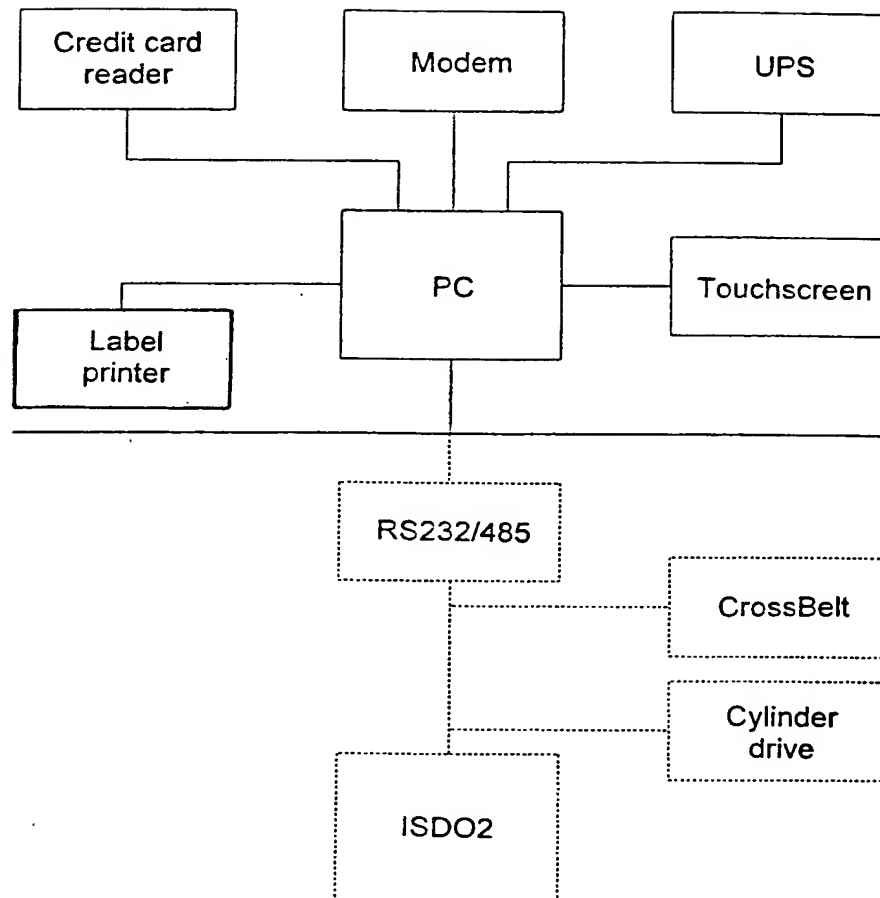 Credit card
reader
Modem
UPS
PC
Touchscreen
Label
printer
RS232/485
CrossBelt
Cylinder
drive
ISDO2